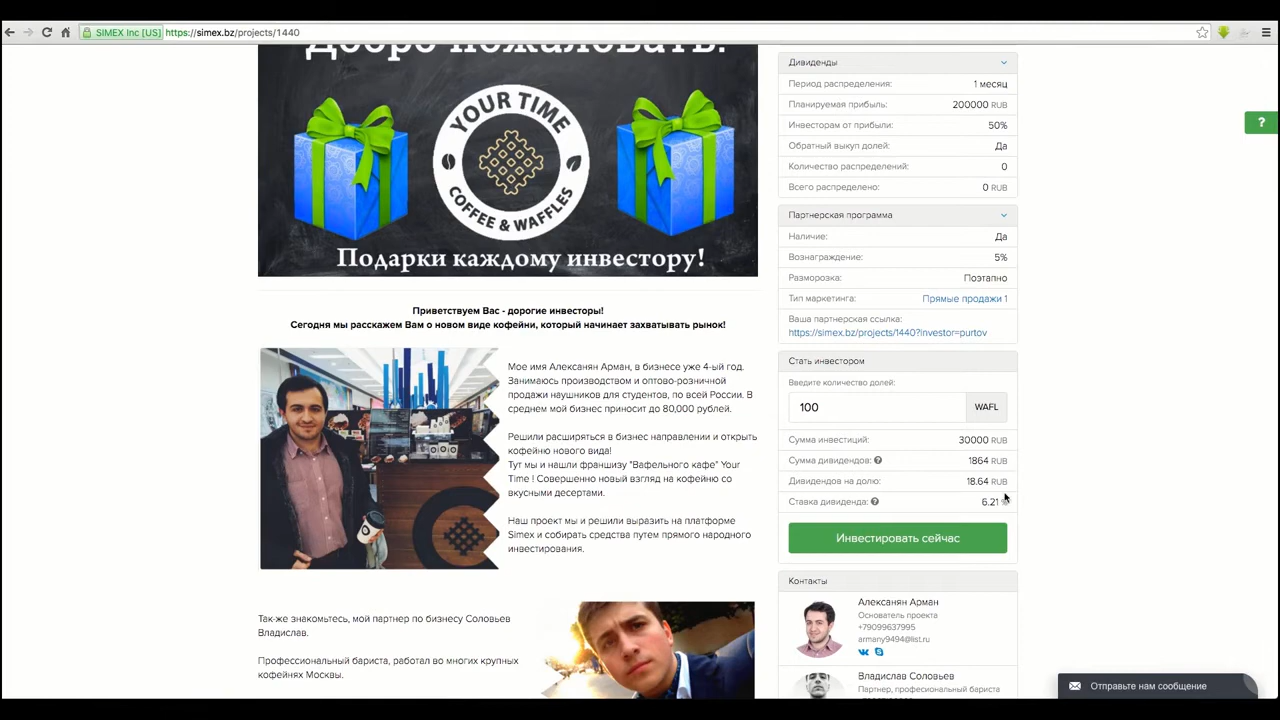 SIMEX Inc [US]
https://simex.bz/projects/1440
Добро пожаловать!
YOUR TIME
COFFEE & WAFFLES
Подарки каждому инвестору!
Приветствуем Вас - дорогие инвесторы!
Сегодня мы расскажем Вам о новом виде кофейни, который начинает захватывать рынок!
Мое имя Алексанян Арман, в бизнесе уже 4-ый год.
Занимаюсь производством и оптово-розничной
продажи наушников для студентов, по всей России. В
среднем мой бизнес приносит до 80,000 рублей.
Решили расширяться в бизнес направлении и открыть
кофейню нового вида!
Тут мы и нашли франшизу "Вафельного кафе" Your
Time ! Совершенно новый взгляд на кофейню со
вкусными десертами.
Наш проект мы и решили выразить на платформе
Simex и собирать средства путем прямого народного
инвестирования.
Так-же знакомьтесь, мой партнер по бизнесу Соловьев
Владислав.
Профессиональный бариста, работал во многих крупных
кофейнях Москвы.
Дивиденды
Период распределения: 1 месяц
Планируемая прибыль: 200000 RUB
Инвесторам от прибыли: 50%
Обратный выкуп долей: Да
Количество распределений: 0
Всего распределено: 0 RUB
Партнерская программа
Наличие: Да
Вознаграждение: 5%
Разморозка: Поэтапно
Тип маркетинга: Прямые продажи 1
Ваша партнерская ссылка:
https://simex.bz/projects/1440?investor=purtov
Стать инвестором
Введите количество долей:
100 WAFL
Сумма инвестиций: 30000 RUB
Сумма дивидендов: ? 1864 RUB
Дивидендов на долю: 18.64 RUB
Ставка дивиденда: ? 6.21
Инвестировать сейчас
Контакты
Алексанян Арман
Основатель проекта
+79099637995
armany9494@list.ru
Владислав Соловьев
Партнер, профессиональный бариста
?
Отправьте нам сообщение